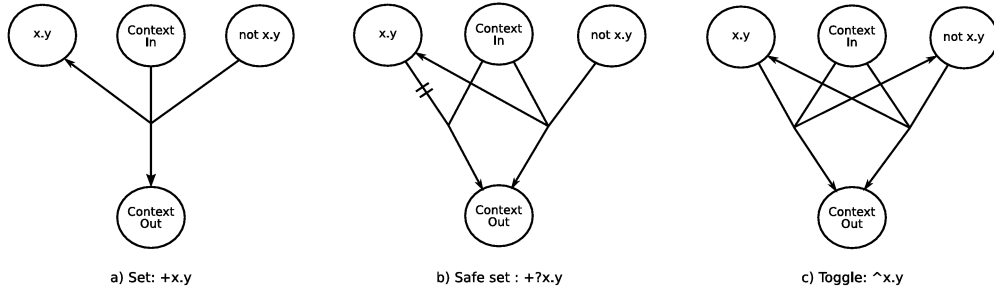 x.y
Context
In
not x.y
Context
Out
a) Set: +x.y
x.y
Context
In
not x.y
Context
Out
b) Safe set : +?x.y
x.y
Context
In
not x.y
Context
Out
c) Toggle: ^x.y